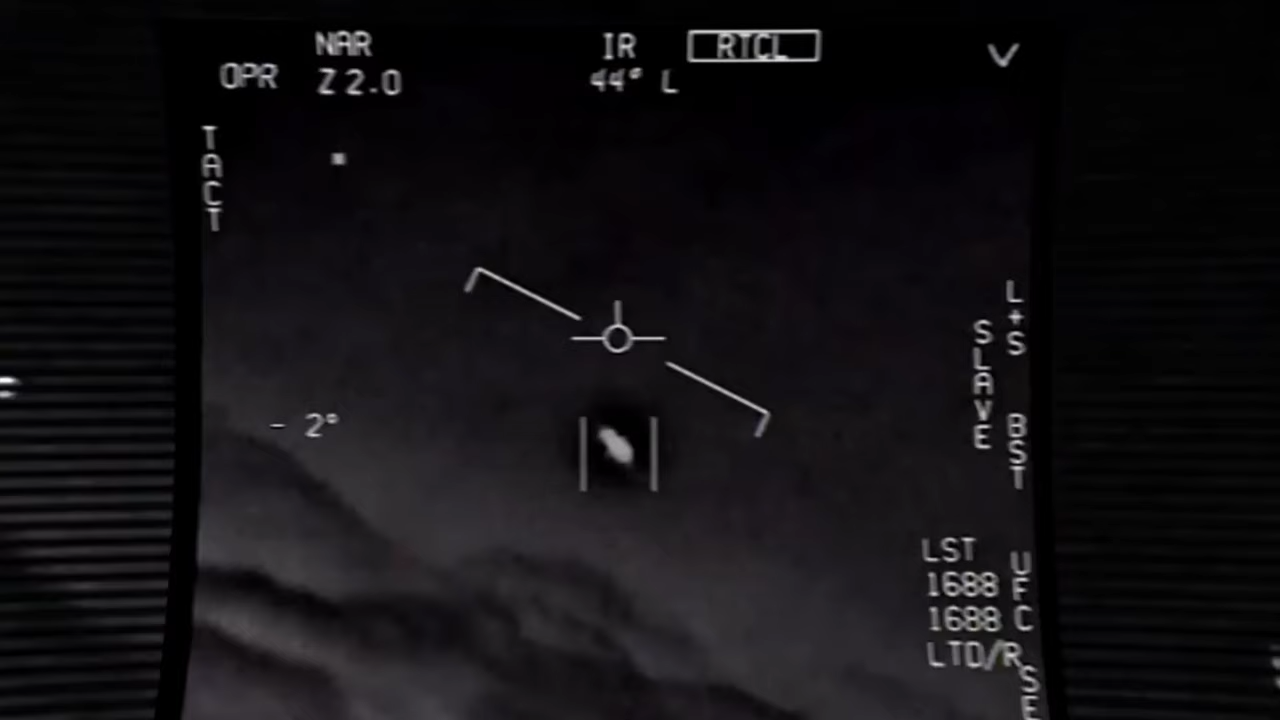 NAR IR RTCL
OPR Z 2.0 44° L
TACT
- 2°
L+S
SLAVE
BST
LST
1688
1688
UFC
LTD/R
SE